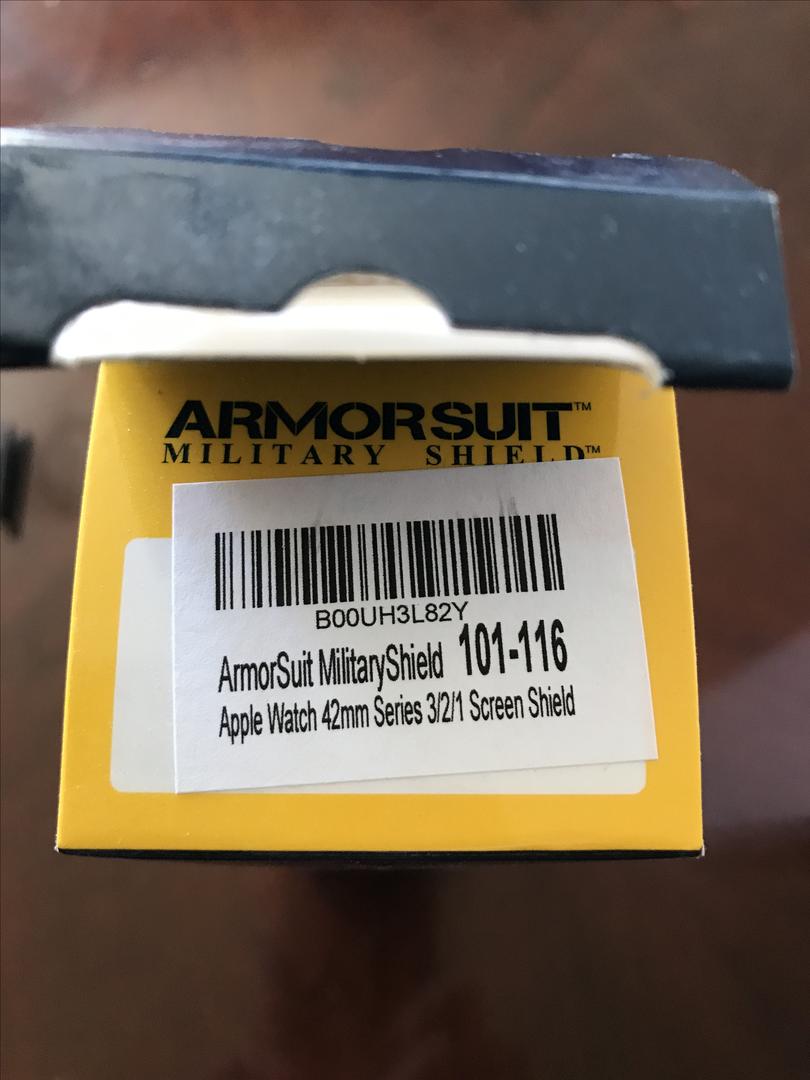 ARMORSUIT™
MILITARY SHIELD™
B00UH3L82Y
ArmorSuit MilitaryShield 101-116
Apple Watch 42mm Series 3/2/1 Screen Shield